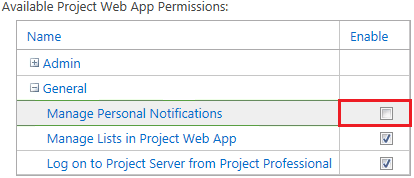 Available Project Web App Permissions:
Name Enable
Admin
General
Manage Personal Notifications
Manage Lists in Project Web App
Log on to Project Server from Project Professional